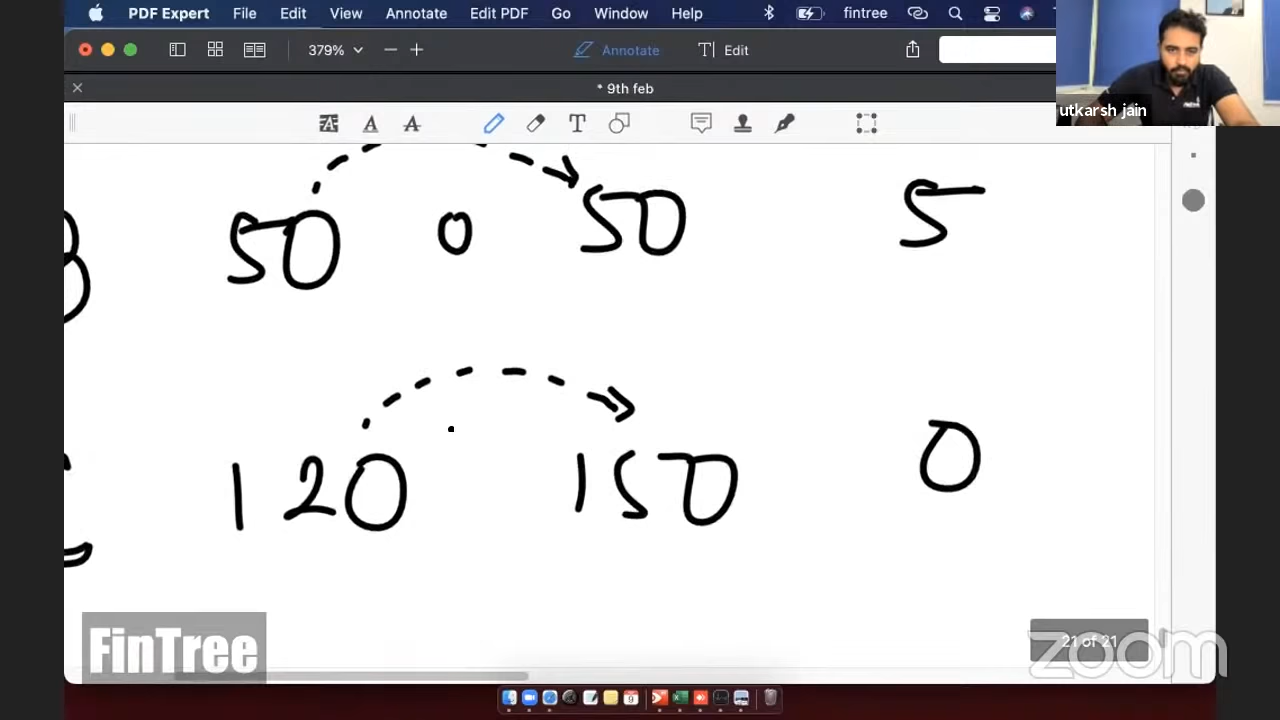 PDF Expert File Edit View Annotate Edit PDF Go Window Help fintree
379% Annotate T Edit
utkarsh jain
* 9th feb
50 0 50 5
120 150 0
FinTree
21 of 21
zoom